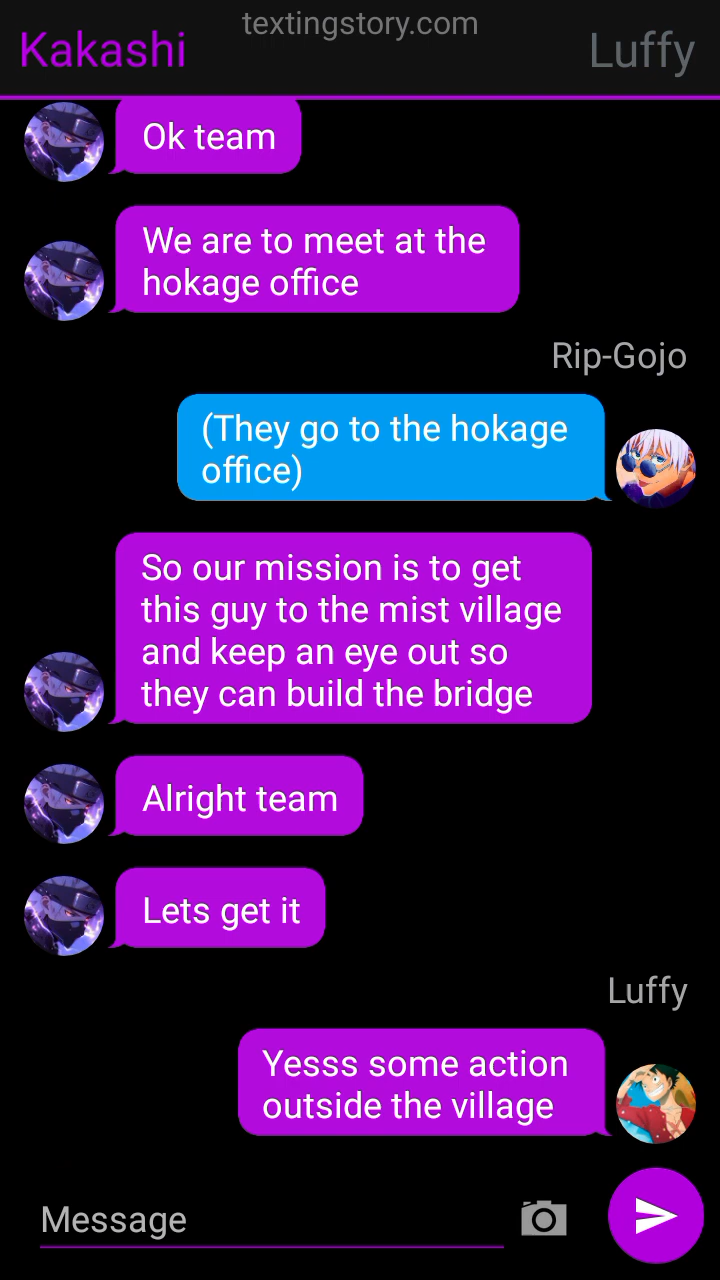 textingstory.com
Kakashi
Luffy
Ok team
We are to meet at the
hokage office
Rip-Gojo
(They go to the hokage
office)
So our mission is to get
this guy to the mist village
and keep an eye out so
they can build the bridge
Alright team
Lets get it
Luffy
Yesss some action
outside the village
Message